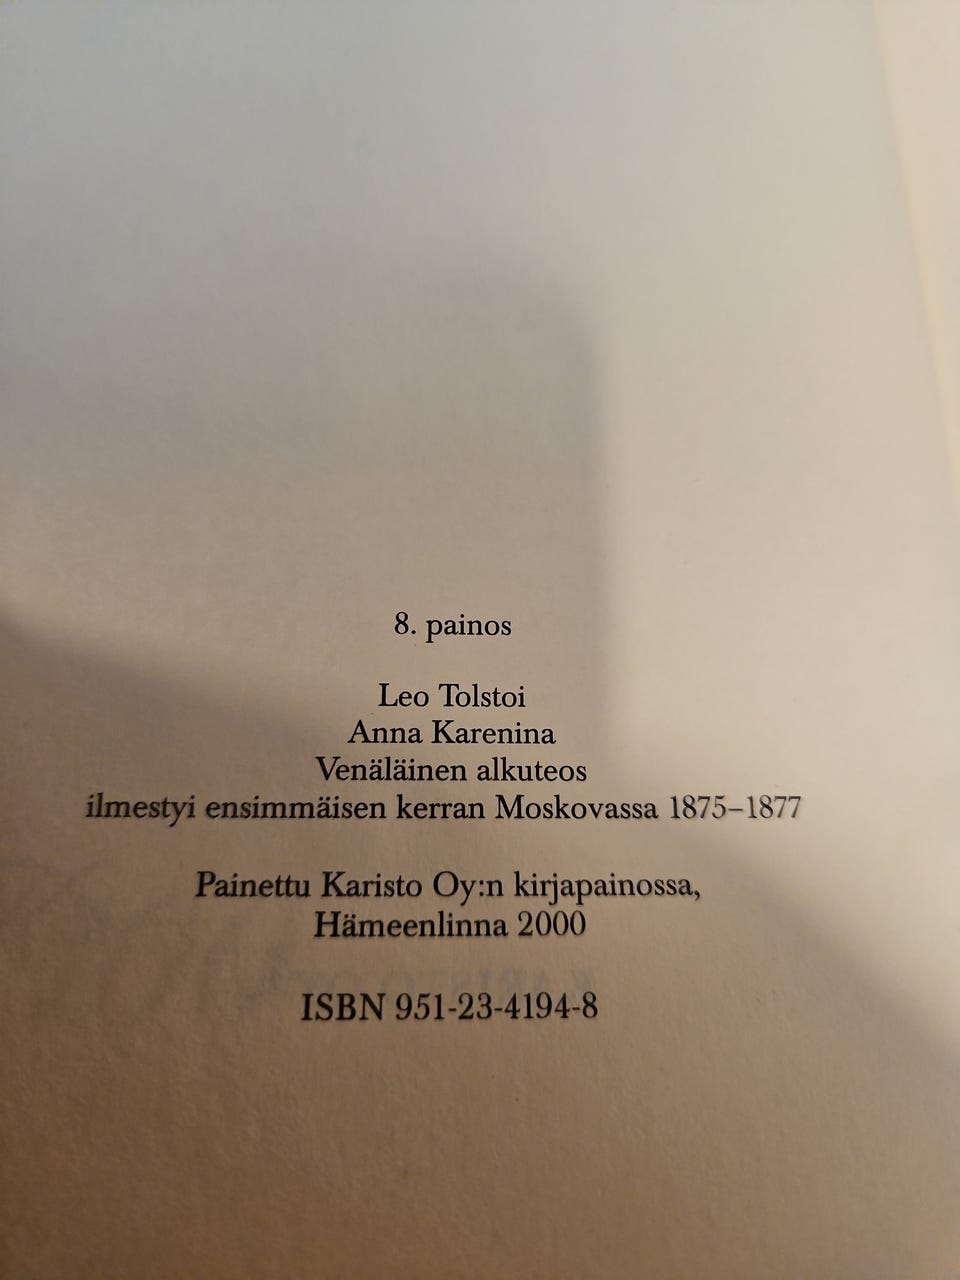 8. painos
Leo Tolstoi
Anna Karenina
Venäläinen alkuteos
ilmestyi ensimmäisen kerran Moskovassa 1875–1877
Painettu Karisto Oy:n kirjapainossa,
Hämeenlinna 2000
ISBN 951-23-4194-8